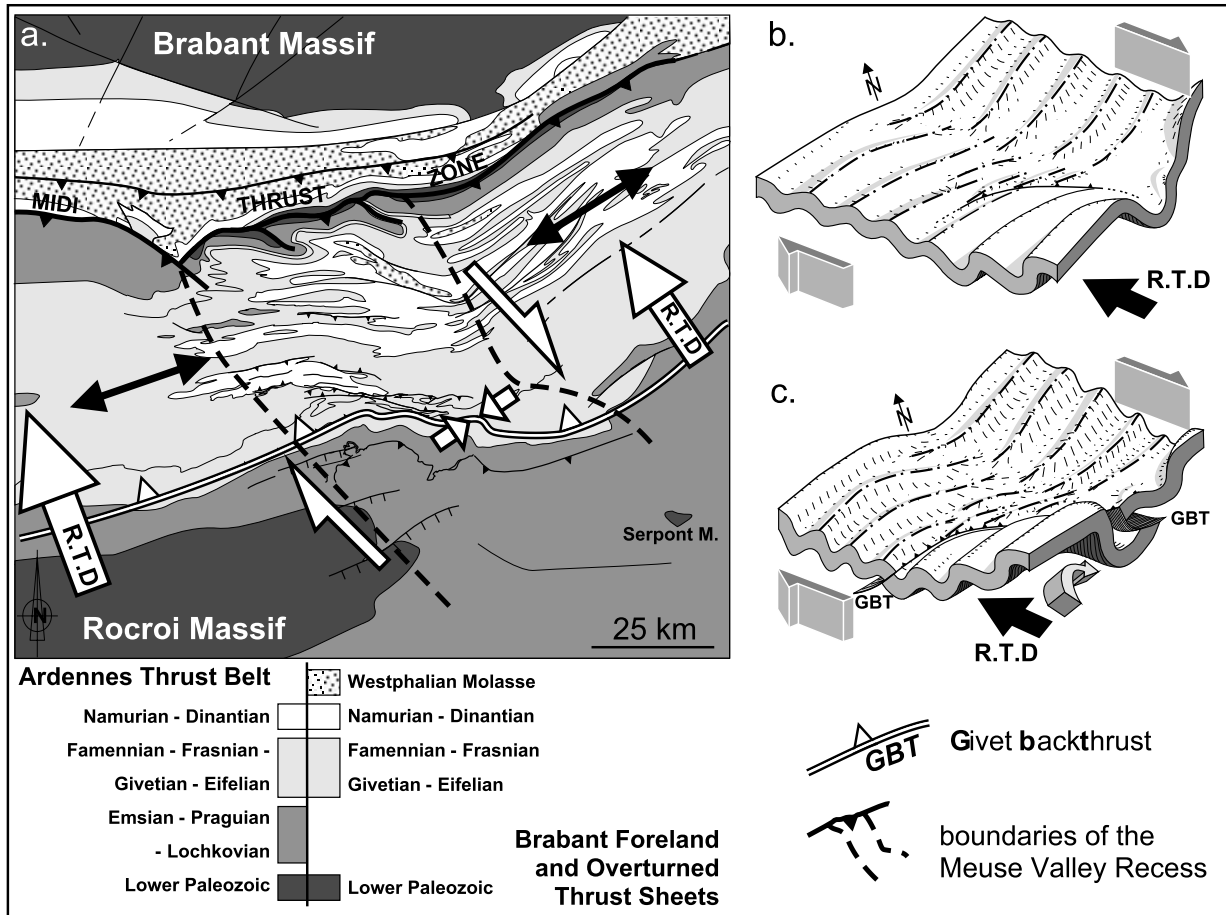 a.
Brabant Massif
MIDI
THRUST
ZONE
R.T.D
R.T.D
Serpont M.
N
Rocroi Massif
25 km
b.
N
R.T.D
c.
N
GBT
GBT
R.T.D
Ardennes Thrust Belt
Westphalian Molasse
Namurian - Dinantian
Namurian - Dinantian
Famennian - Frasnian -
Famennian - Frasnian
Givetian - Eifelian
Givetian - Eifelian
Emsian - Praguian
- Lochkovian
Lower Paleozoic
Lower Paleozoic
Brabant Foreland
and Overturned
Thrust Sheets
GBT
Givet backthrust
boundaries of the
Meuse Valley Recess